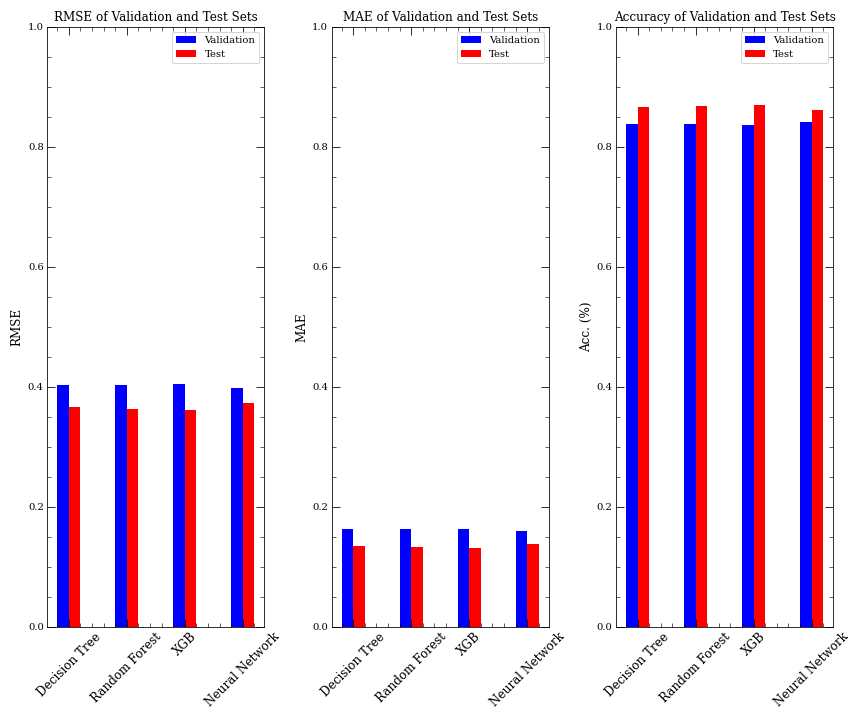 RMSE of Validation and Test Sets
1.0
0.8
0.6
0.4
0.2
0.0
RMSE
Validation
Test
Decision Tree
Random Forest
XGB
Neural Network
MAE of Validation and Test Sets
1.0
0.8
0.6
0.4
0.2
0.0
MAE
Validation
Test
Decision Tree
Random Forest
XGB
Neural Network
Accuracy of Validation and Test Sets
1.0
0.8
0.6
0.4
0.2
0.0
Acc. (%)
Validation
Test
Decision Tree
Random Forest
XGB
Neural Network